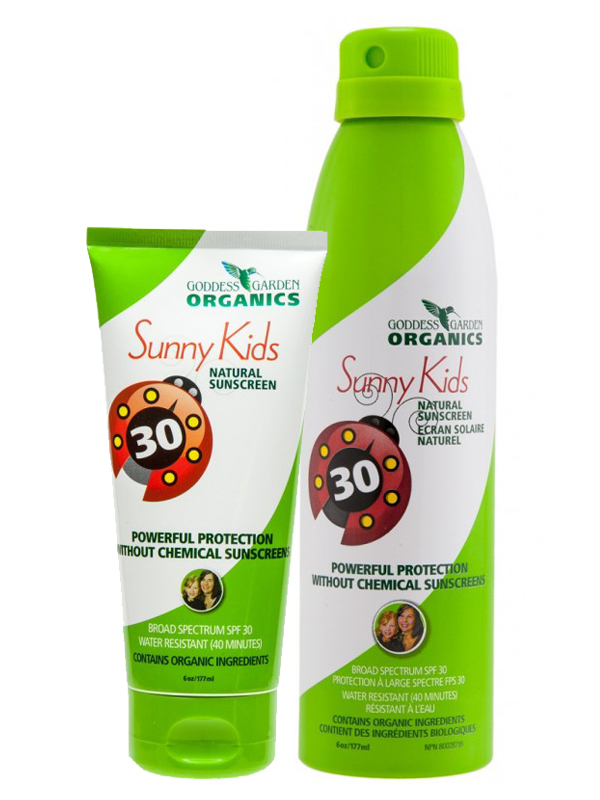 GODDESS GARDEN
ORGANICS
Sunny Kids
NATURAL
SUNSCREEN
30
POWERFUL PROTECTION
WITHOUT CHEMICAL SUNSCREENS
BROAD SPECTRUM SPF 30
WATER RESISTANT (40 MINUTES)
CONTAINS ORGANIC INGREDIENTS
6oz/177ml
GODDESS GARDEN
ORGANICS
Sunny Kids
NATURAL
SUNSCREEN
ECRAN SOLAIRE
NATUREL
30
POWERFUL PROTECTION
WITHOUT CHEMICAL SUNSCREENS
BROAD SPECTRUM SPF 30
PROTECTION À LARGE SPECTRE FPS 30
WATER RESISTANT (40 MINUTES)
RÉSISTANT À L'EAU
CONTAINS ORGANIC INGREDIENTS
CONTIENT DES INGRÉDIENTS BIOLOGIQUES
6oz/177ml NPN